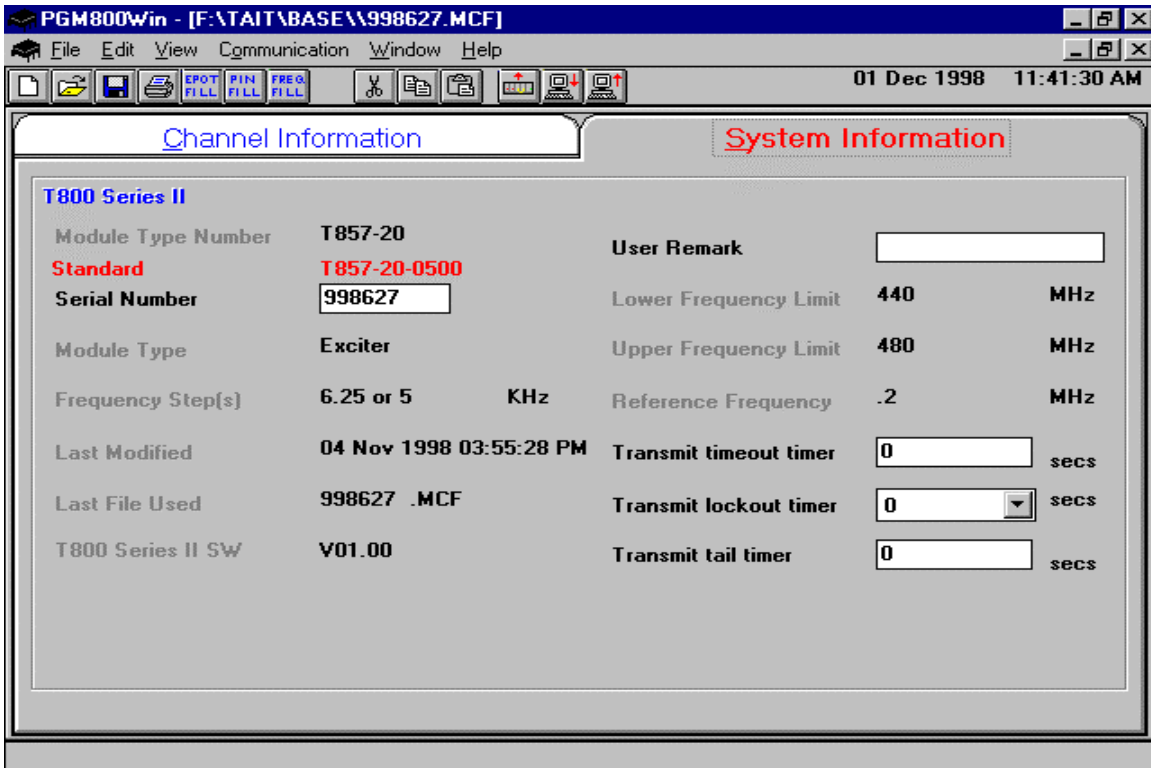 PGM800Win - [F:\TAIT\BASE\\998627.MCF]
File Edit View Communication Window Help
EPOT FILL PIN FILL FREQ. FILL 01 Dec 1998 11:41:30 AM
Channel Information System Information
T800 Series II
Module Type Number T857-20
Standard T857-20-0500
Serial Number 998627
Module Type Exciter
Frequency Step(s) 6.25 or 5 KHz
Last Modified 04 Nov 1998 03:55:28 PM
Last File Used 998627 .MCF
T800 Series II SW V01.00
User Remark
Lower Frequency Limit 440 MHz
Upper Frequency Limit 480 MHz
Reference Frequency .2 MHz
Transmit timeout timer 0 secs
Transmit lockout timer 0 secs
Transmit tail timer 0 secs